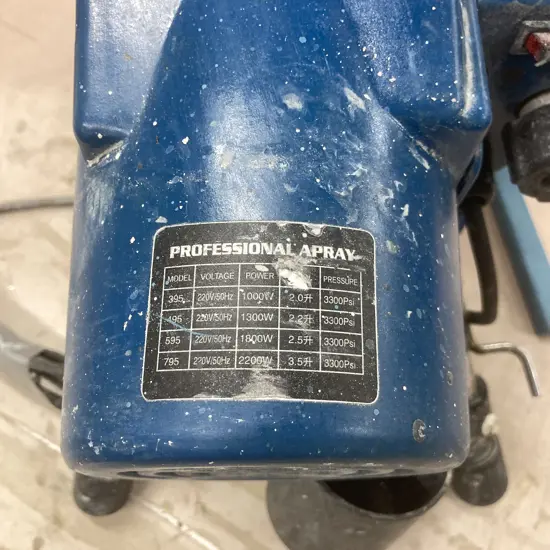 PROFESSIONAL APRAY
MODEL VOLTAGE POWER PRESSURE
395 220V/50Hz 1000W 2.0升 3300Psi
495 220V/50Hz 1300W 2.2升 3300Psi
595 220V/50Hz 1800W 2.5升 3300Psi
795 220V/50Hz 2200W 3.5升 3300Psi